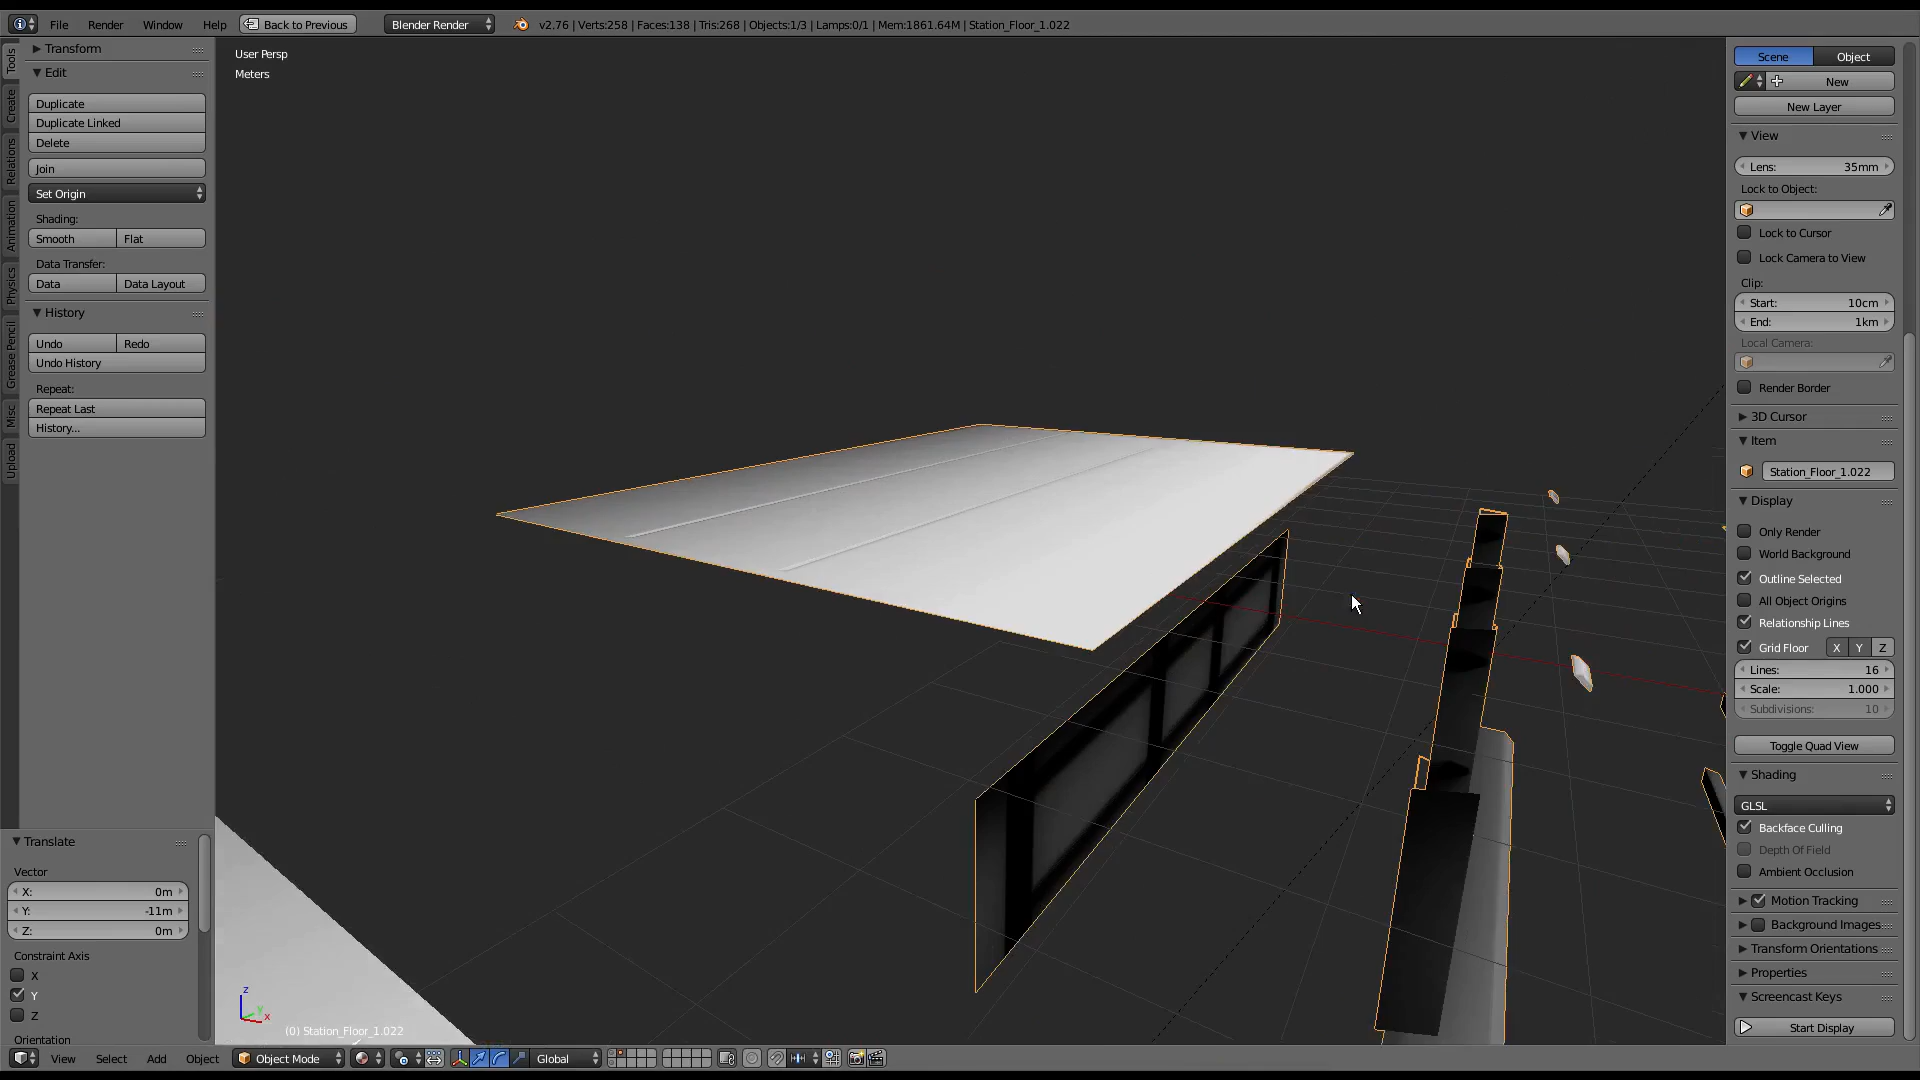 File Render Window Help Back to Previous Blender Render v2.76 | Verts:258 | Faces:138 | Tris:268 | Objects:1/3 | Lamps:0/1 | Mem:1861.64M | Station_Floor_1.022
Tools
Create
Relations
Animation
Physics
Grease Pencil
Misc
Upload
Transform
Edit
Duplicate
Duplicate Linked
Delete
Join
Set Origin
Shading:
Smooth Flat
Data Transfer:
Data Data Layout
History
Undo Redo
Undo History
Repeat:
Repeat Last
History...
Translate
Vector
X: 0m
Y: -11m
Z: 0m
Constraint Axis
X
Y
Z
Orientation
User Persp
Meters
z
y
x
(0) Station_Floor_1.022
Scene Object
New
New Layer
View
Lens: 35mm
Lock to Object:
Lock to Cursor
Lock Camera to View
Clip:
Start: 10cm
End: 1km
Local Camera:
Render Border
3D Cursor
Item
Station_Floor_1.022
Display
Only Render
World Background
Outline Selected
All Object Origins
Relationship Lines
Grid Floor X Y Z
Lines: 16
Scale: 1.000
Subdivisions: 10
Toggle Quad View
Shading
GLSL
Backface Culling
Depth Of Field
Ambient Occlusion
Motion Tracking
Background Images
Transform Orientations
Properties
Screencast Keys
Start Display
View Select Add Object Object Mode Global